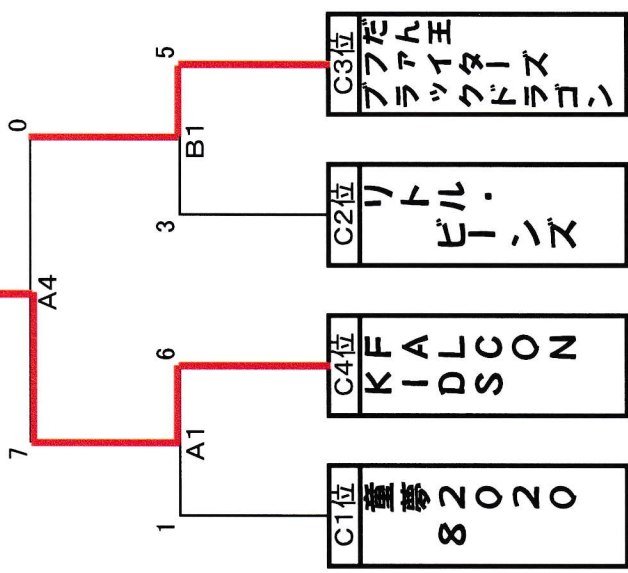 A4
7
0
A1
1
6
B1
3
5
C1位
童夢2020
8
C4位
FALCON
KIDS
C2位
リトル・
ビーンズ
C3位
だん王
ファイターズ
ブラックドラゴン